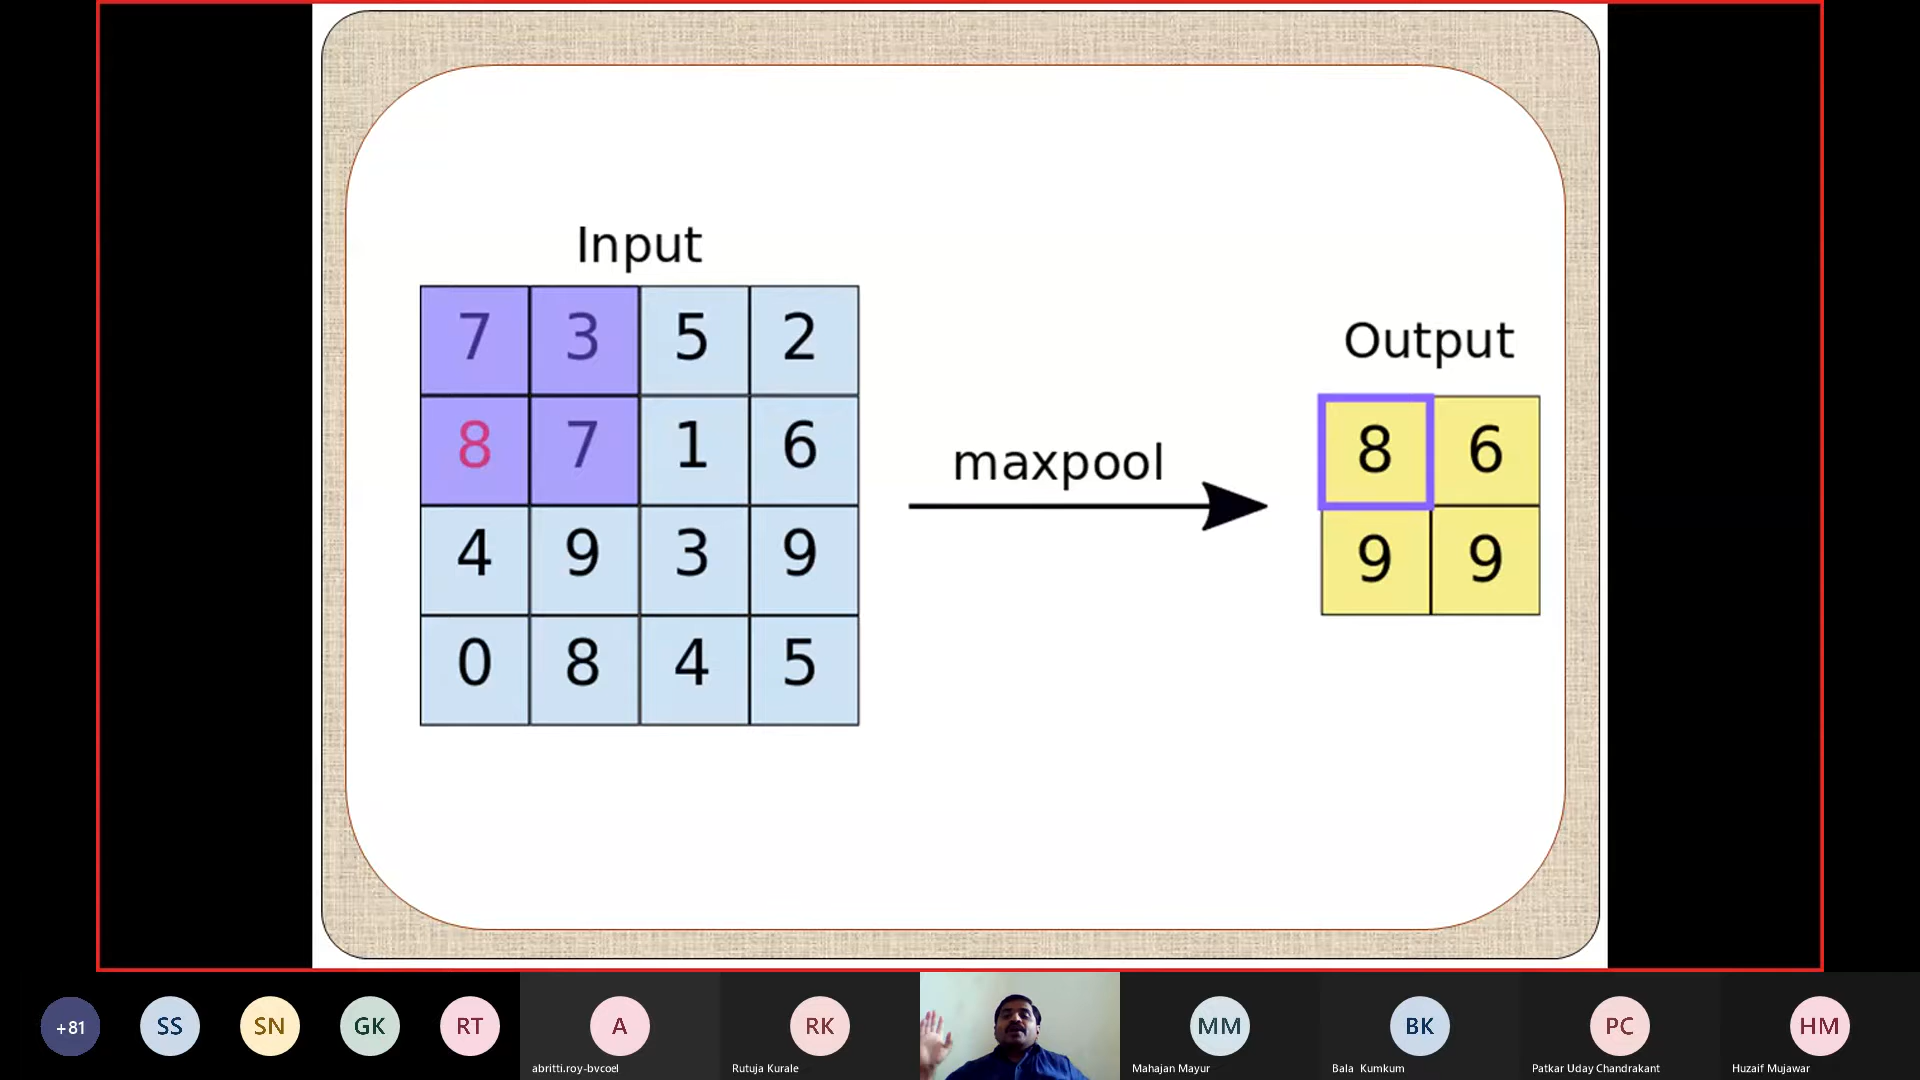 Input
7 3 5 2
8 7 1 6
4 9 3 9
0 8 4 5
maxpool
Output
8 6
9 9
+81
SS
SN
GK
RT
A
RK
MM
BK
PC
HM
abritti.roy-bvcoel
Rutuja Kurale
Mahajan Mayur
Bala Kumkum
Patkar Uday Chandrakant
Huzaif Mujawar